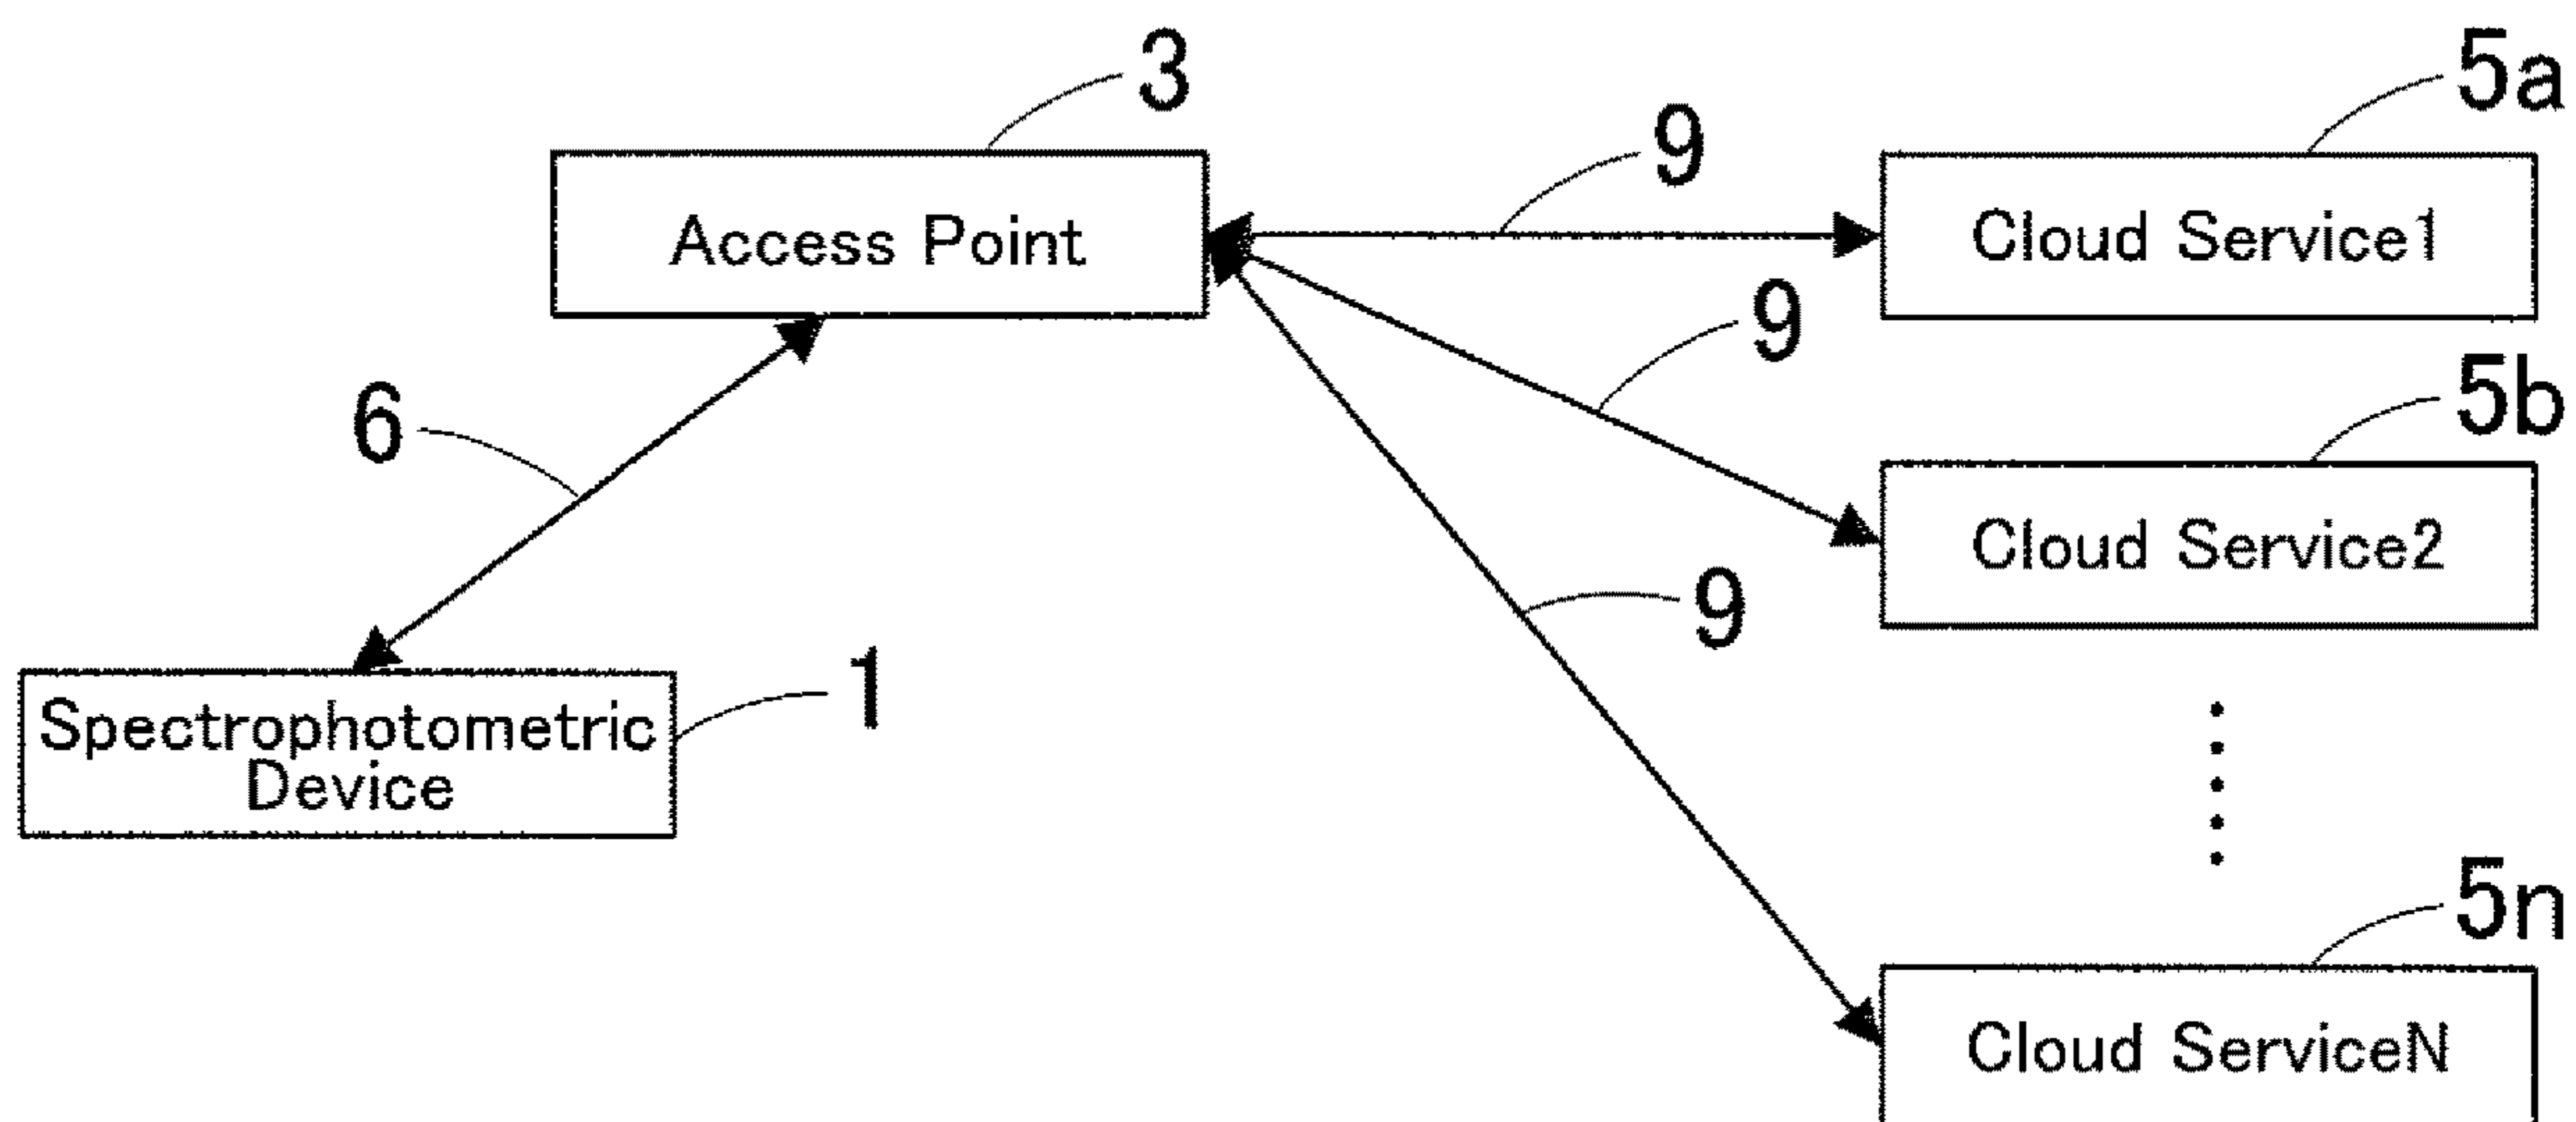 3
5a
9
Access Point
Cloud Service1
9
5b
6
Cloud Service2
9
1
Spectrophotometric
Device
5n
Cloud ServiceN